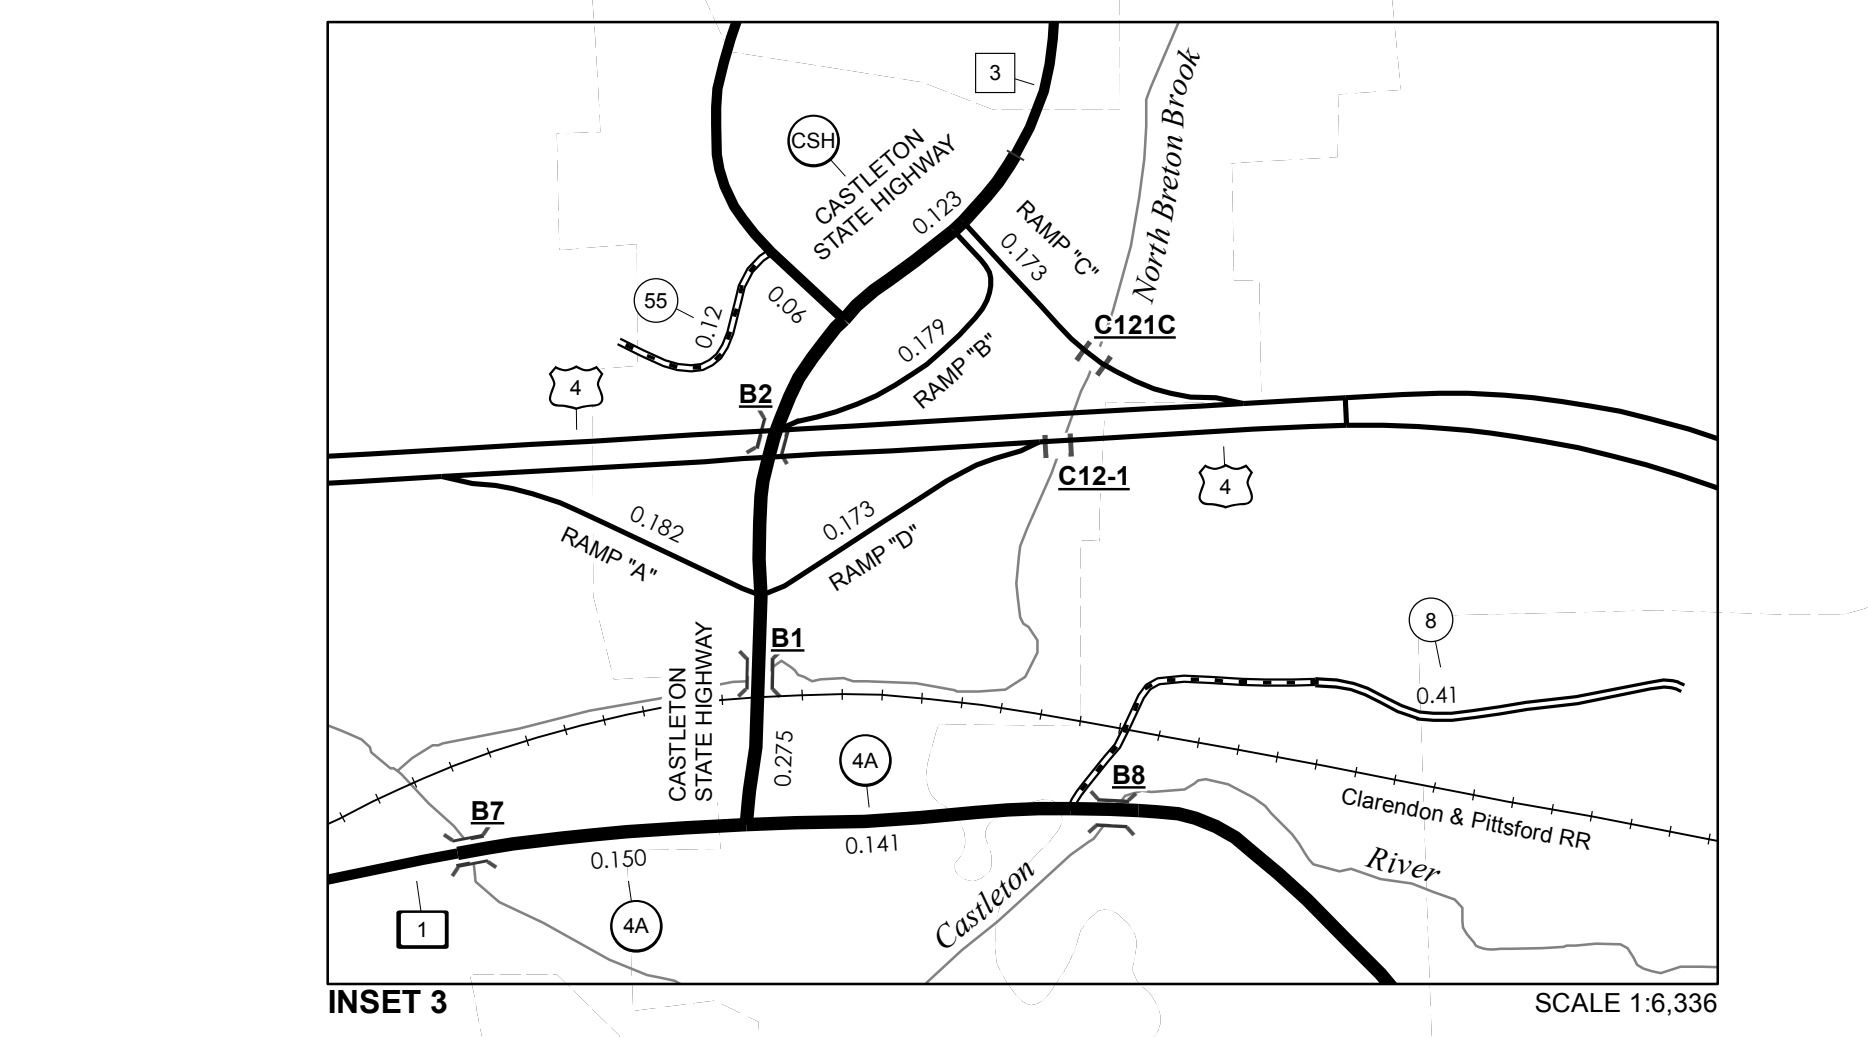 3
CSH
CASTLETON
STATE HIGHWAY
0.123
RAMP "C"
0.173
North Breton Brook
55
0.12
0.06
0.179
RAMP "B"
C121C
4
B2
C12-1
4
0.182
RAMP "A"
0.173
RAMP "D"
B1
8
0.41
CASTLETON
STATE HIGHWAY
0.275
4A
B8
Clarendon & Pittsford RR
B7
0.150
0.141
River
Castleton
1
4A
INSET 3
SCALE 1:6,336